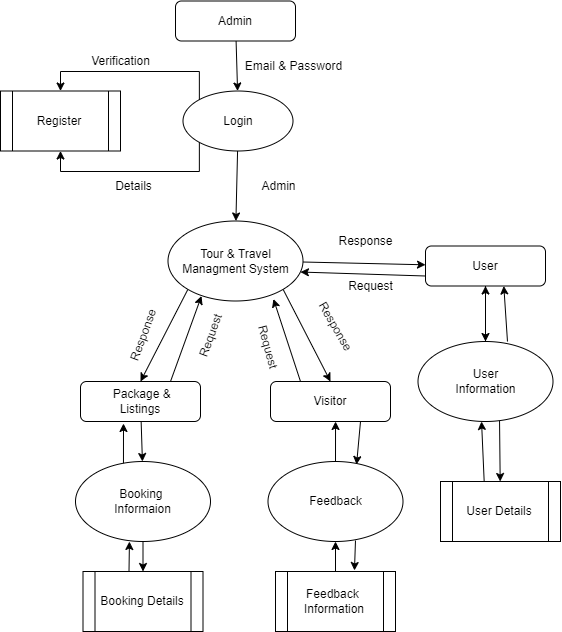 Admin
Email & Password
Verification
Register
Login
Details
Admin
Tour & Travel
Managment System
Response
Request
User
Response
Request
Request
Response
Package &
Listings
Visitor
User
Information
Booking
Informaion
Feedback
User Details
Booking Details
Feedback
Information